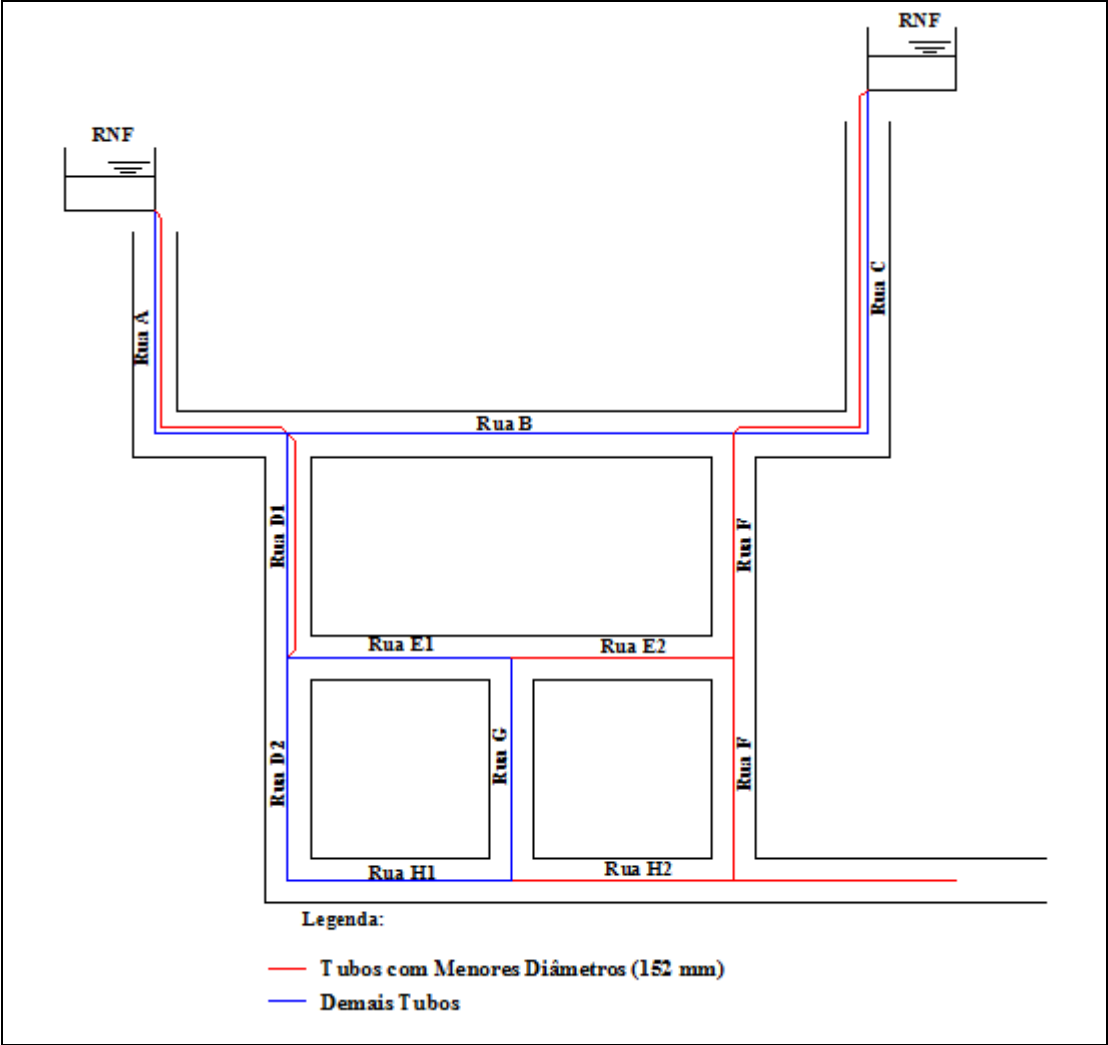 RNF
RNF
Rua C
Rua A
Rua B
Rua D1
Rua F
Rua E1
Rua E2
Rua D2
Rua G
Rua F
Rua H1
Rua H2
Legenda:
Tubos com Menores Diâmetros (152 mm)
Demais Tubos